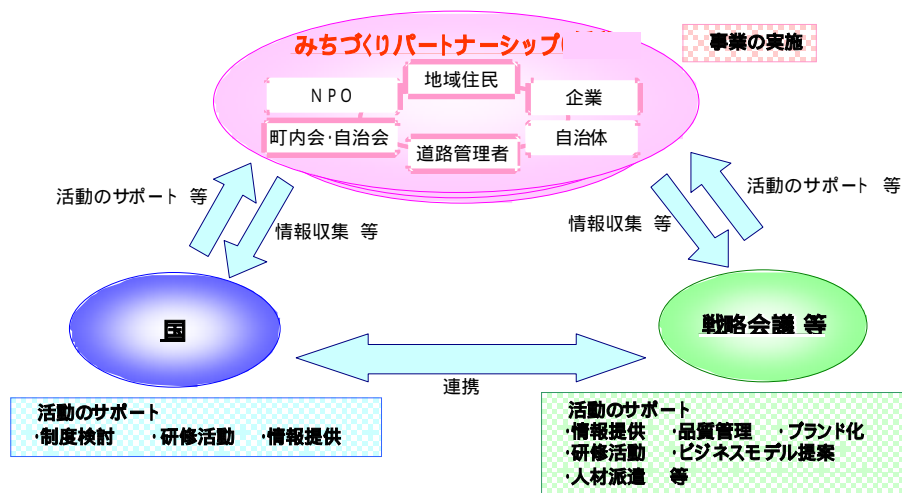 みちづくりパートナーシップ
事業の実施
地域住民
NPO
企業
町内会・自治会
自治体
道路管理者
活動のサポート 等
情報収集 等
情報収集 等
活動のサポート 等
国
戦略会議 等
連携
活動のサポート
・制度検討 ・研修活動 ・情報提供
活動のサポート
・情報提供 ・品質管理 ・ブランド化
・研修活動 ・ビジネスモデル提案
・人材派遣 等